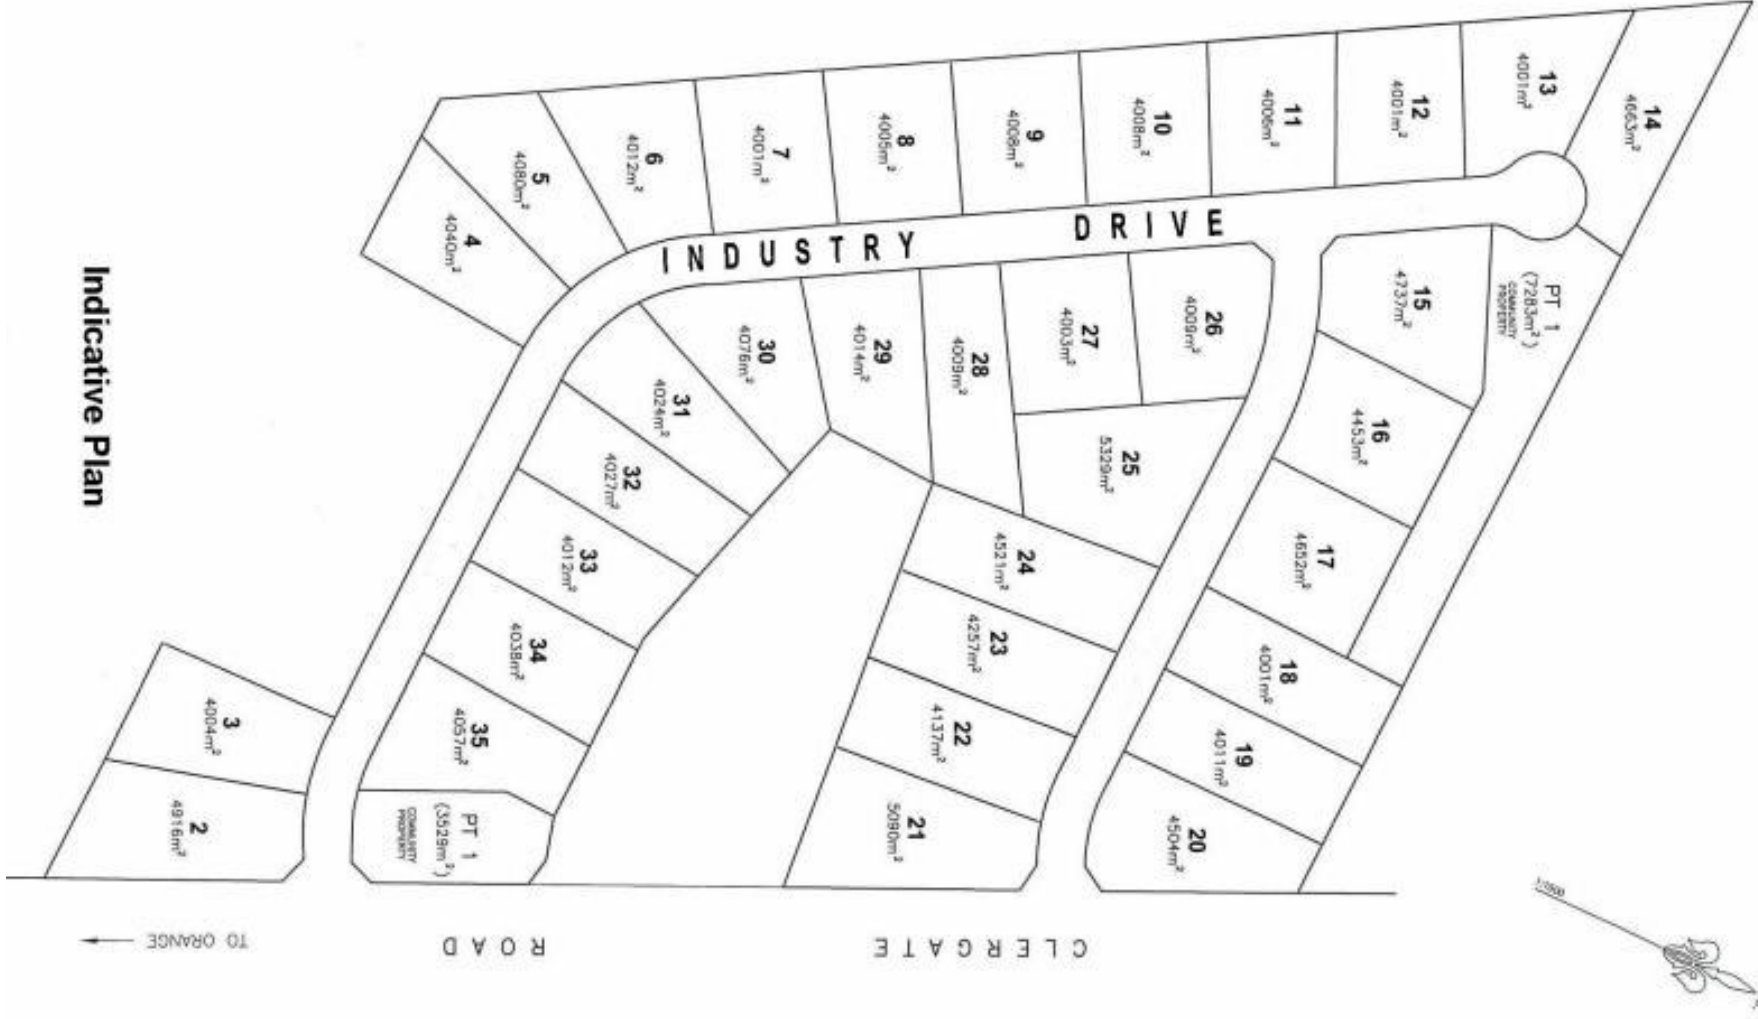 Indicative Plan
2
4916m²
3
4004m²
4
4040m²
5
4080m²
6
4012m²
7
4001m²
8
4005m²
9
4008m²
10
4008m²
11
4006m²
12
4001m²
13
4001m²
14
4663m²
INDUSTRY DRIVE
15
4737m²
PT 1
(7283m²)
COMMUNITY
PROPERTY
16
4453m²
17
4652m²
18
4001m²
19
4011m²
20
4504m²
21
5090m²
22
4137m²
23
4257m²
24
4521m²
25
5329m²
26
4009m²
27
4003m²
28
4009m²
29
4014m²
30
4076m²
31
4024m²
32
4027m²
33
4012m²
34
4038m²
35
4057m²
PT 1
(3529m²)
COMMUNITY
PROPERTY
CLERGATE ROAD
TO ORANGE